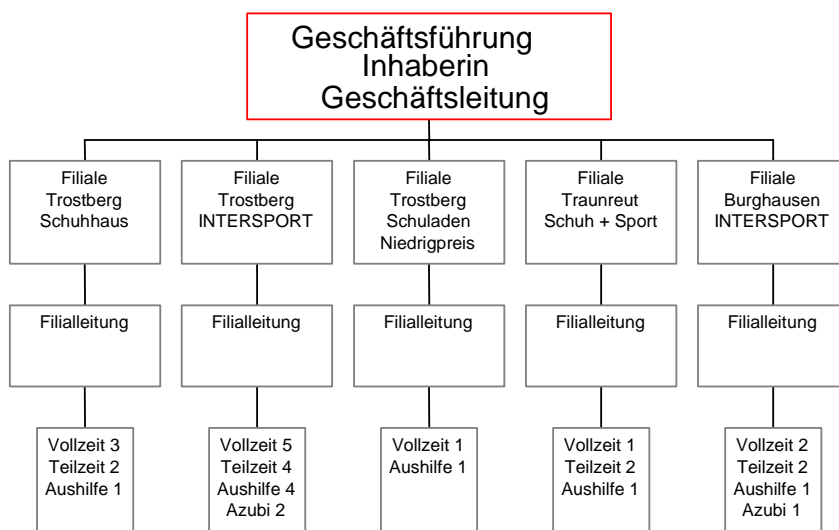 Geschäftsführung
Inhaberin
Geschäftsleitung
Filiale
Trostberg
Schuhhaus
Filiale
Trostberg
INTERSPORT
Filiale
Trostberg
Schuladen
Niedrigpreis
Filiale
Traunreut
Schuh + Sport
Filiale
Burghausen
INTERSPORT
Filialleitung
Filialleitung
Filialleitung
Filialleitung
Filialleitung
Vollzeit 3
Teilzeit 2
Aushilfe 1
Vollzeit 5
Teilzeit 4
Aushilfe 4
Azubi 2
Vollzeit 1
Aushilfe 1
Vollzeit 1
Teilzeit 2
Aushilfe 1
Vollzeit 2
Teilzeit 2
Aushilfe 1
Azubi 1